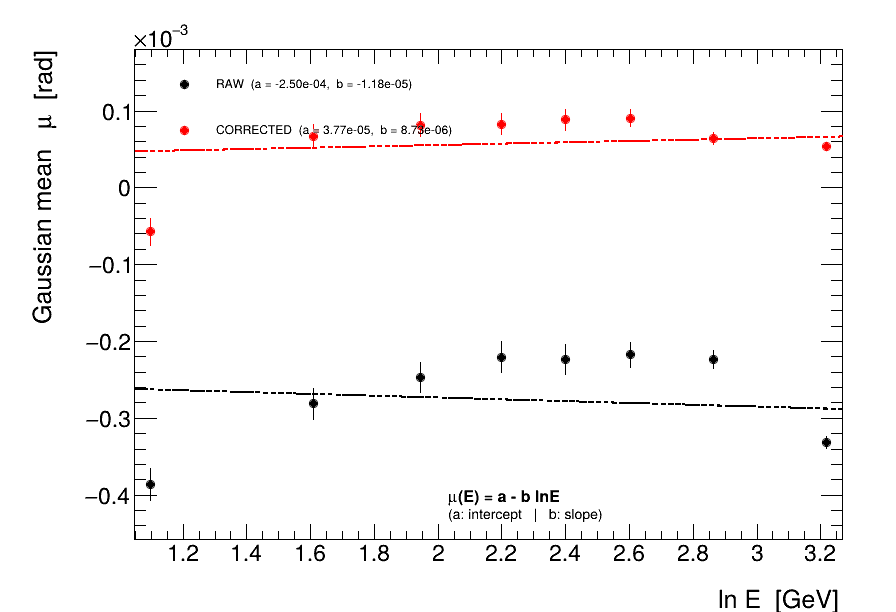 ×10⁻³
Gaussian mean μ [rad]
RAW (a = -2.50e-04, b = -1.18e-05)
CORRECTED (a = 3.77e-05, b = 8.73e-06)
0.1
0
−0.1
−0.2
−0.3
−0.4
μ(E) = a - b lnE
(a: intercept | b: slope)
1.2 1.4 1.6 1.8 2 2.2 2.4 2.6 2.8 3 3.2
ln E [GeV]